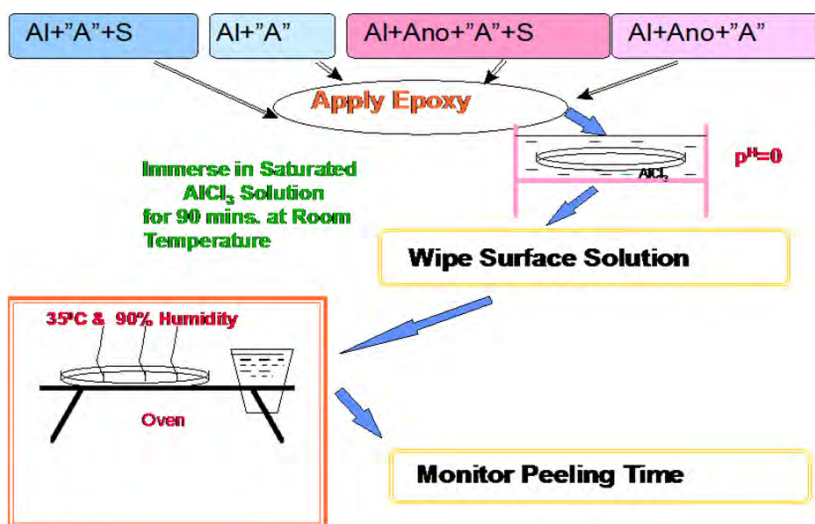 Al+”A”+S
Al+”A”
Al+Ano+”A”+S
Al+Ano+”A”
Apply Epoxy
Immerse in Saturated
AlCl₃ Solution
for 90 mins. at Room
Temperature
AlCl₃
pᴴ=0
Wipe Surface Solution
35⁰C & 90% Humidity
Oven
Monitor Peeling Time